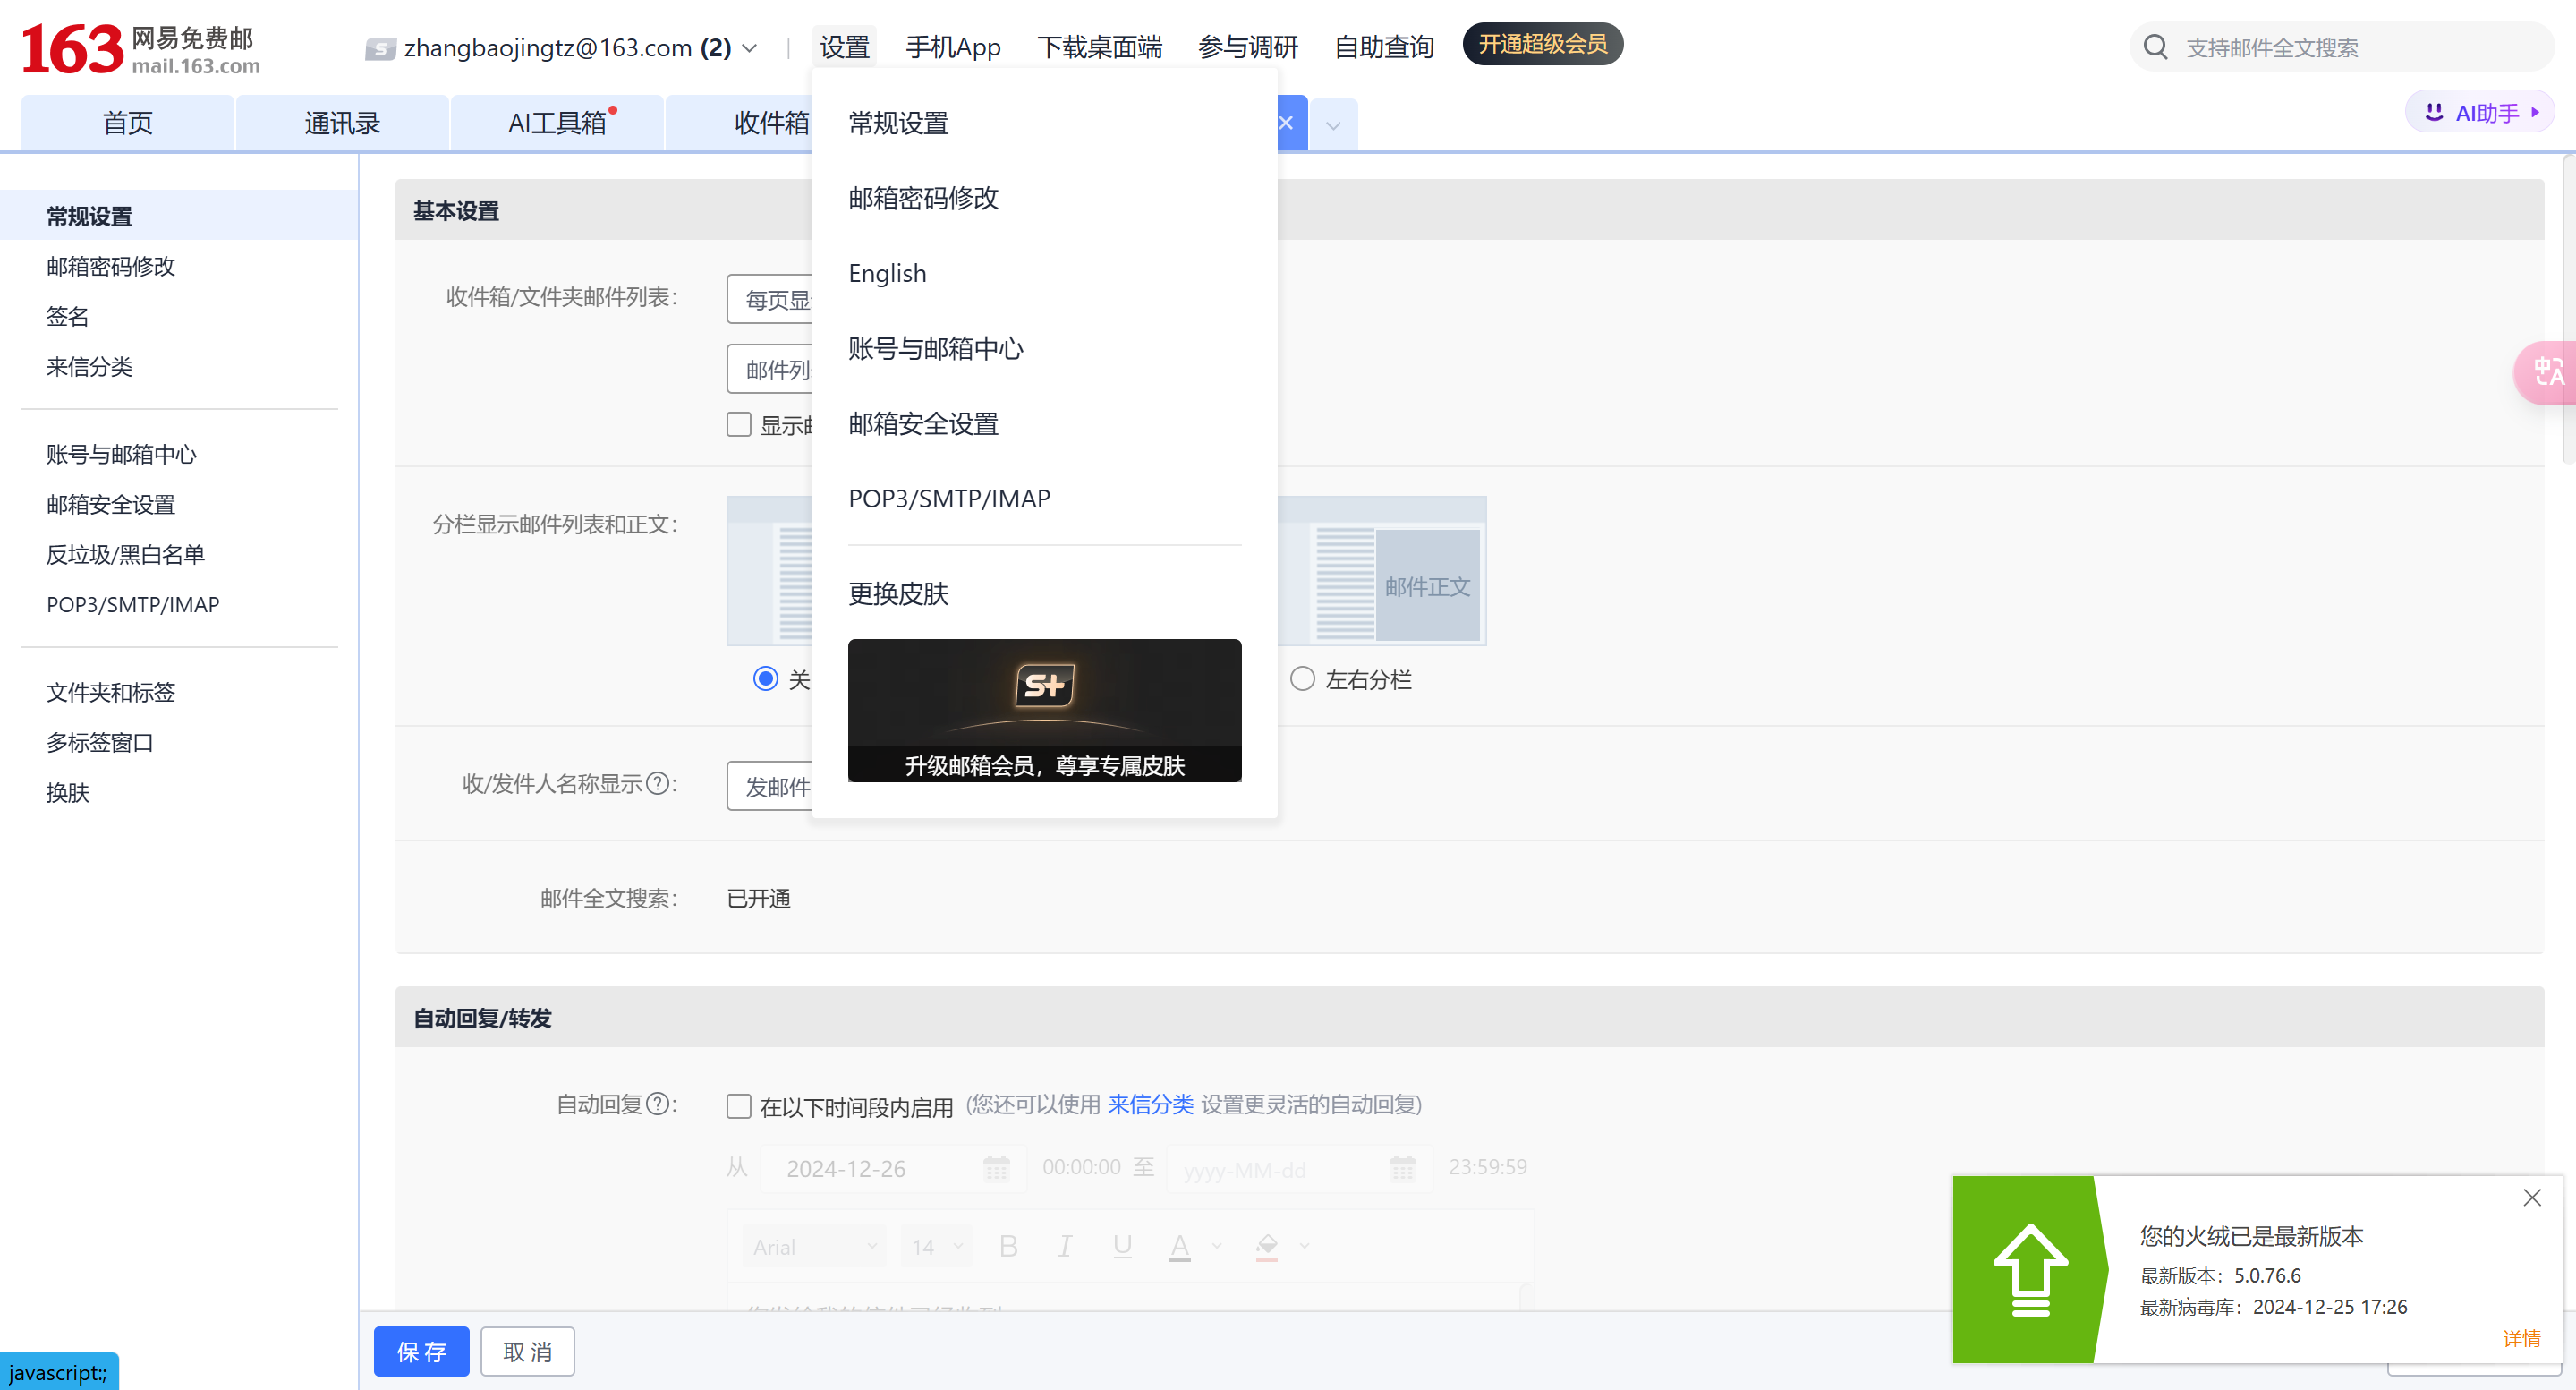 163 网易免费邮
mail.163.com
zhangbaojingtz@163.com (2)
设置
手机App
下载桌面端
参与调研
自助查询
开通超级会员
支持邮件全文搜索
首页
通讯录
AI工具箱
收件箱
AI助手
常规设置
邮箱密码修改
English
账号与邮箱中心
邮箱安全设置
POP3/SMTP/IMAP
更换皮肤
S+
升级邮箱会员，尊享专属皮肤
常规设置
邮箱密码修改
签名
来信分类
账号与邮箱中心
邮箱安全设置
反垃圾/黑白名单
POP3/SMTP/IMAP
文件夹和标签
多标签窗口
换肤
基本设置
收件箱/文件夹邮件列表：
每页显
邮件列
显示
分栏显示邮件列表和正文：
邮件正文
关
左右分栏
收/发件人名称显示?：
发邮件
邮件全文搜索：
已开通
自动回复/转发
自动回复?：
在以下时间段内启用 (您还可以使用 来信分类 设置更灵活的自动回复)
从 2024-12-26 00:00:00 至 yyyy-MM-dd 23:59:59
Arial 14 B I U A
保 存
取 消
javascript:;
中A
您的火绒已是最新版本
最新版本：5.0.76.6
最新病毒库：2024-12-25 17:26
详情